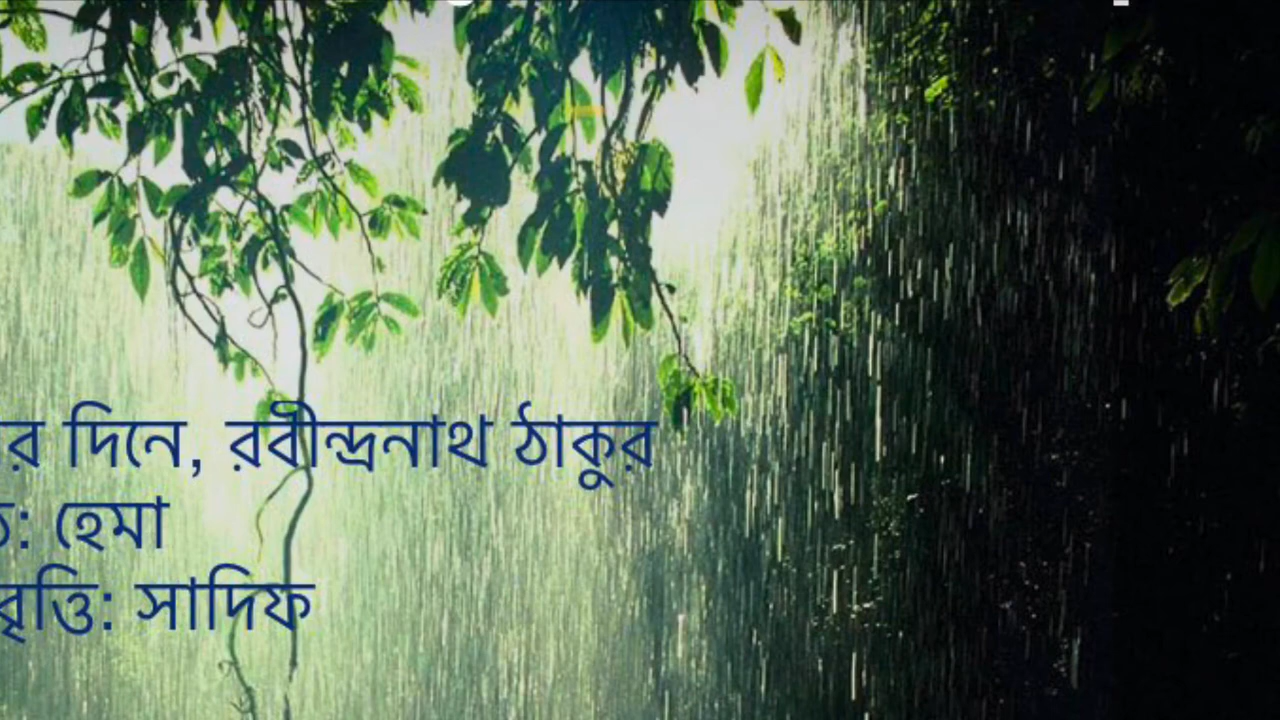 র দিনে, রবীন্দ্রনাথ ঠাকুর
: হেমা
বৃত্তি: সাদিফ